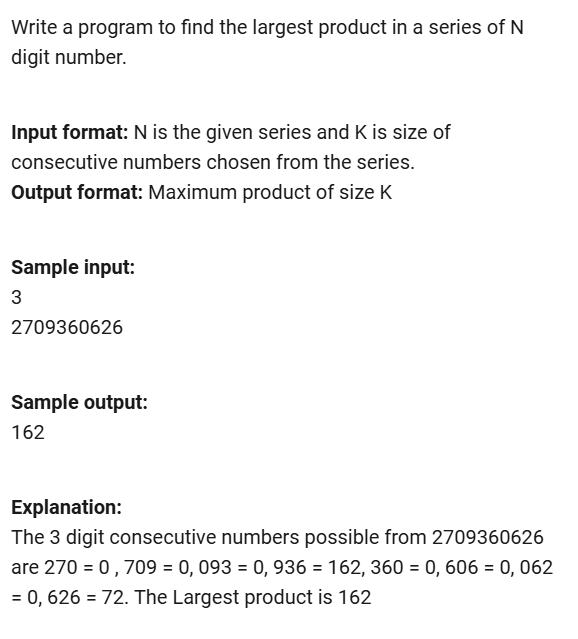 Write a program to find the largest product in a series of N
digit number.
Input format: N is the given series and K is size of
consecutive numbers chosen from the series.
Output format: Maximum product of size K
Sample input:
3
2709360626
Sample output:
162
Explanation:
The 3 digit consecutive numbers possible from 2709360626
are 270 = 0 , 709 = 0, 093 = 0, 936 = 162, 360 = 0, 606 = 0, 062
= 0, 626 = 72. The Largest product is 162